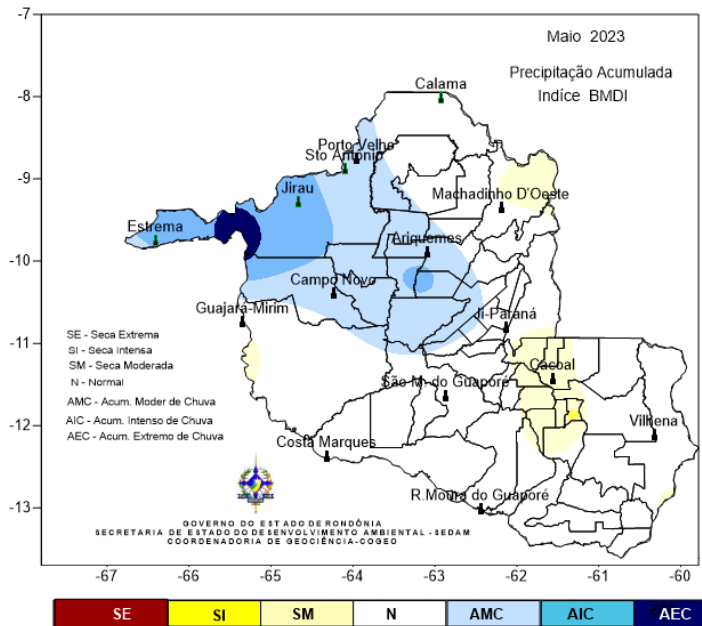 Maio 2023
Precipitação Acumulada
Indíce BMDI
-7
-8
-9
-10
-11
-12
-13
Calama
Porto Velho
Sto Antonio
Jirau
Machadinho D'Oeste
Estrema
Ariquemes
Campo Novo
Guajará-Mirim
Ji-Paraná
Cacoal
São M. do Guaporé
Vilhena
Costa Marques
R.Moura do Guaporé
SE - Seca Extrema
SI - Seca Intensa
SM - Seca Moderada
N - Normal
AMC - Acum. Moder de Chuva
AIC - Acum. Intenso de Chuva
AEC - Acum. Extremo de Chuva
GOVERNO DO ESTADO DE RONDÔNIA
SECRETARIA DE ESTADO DE DESENVOLVIMENTO AMBIENTAL - SEDAM
COORDENADORIA DE GEOCIÊNCIA-COGEO
-67 -66 -65 -64 -63 -62 -61 -60
SE SI SM N AMC AIC AEC